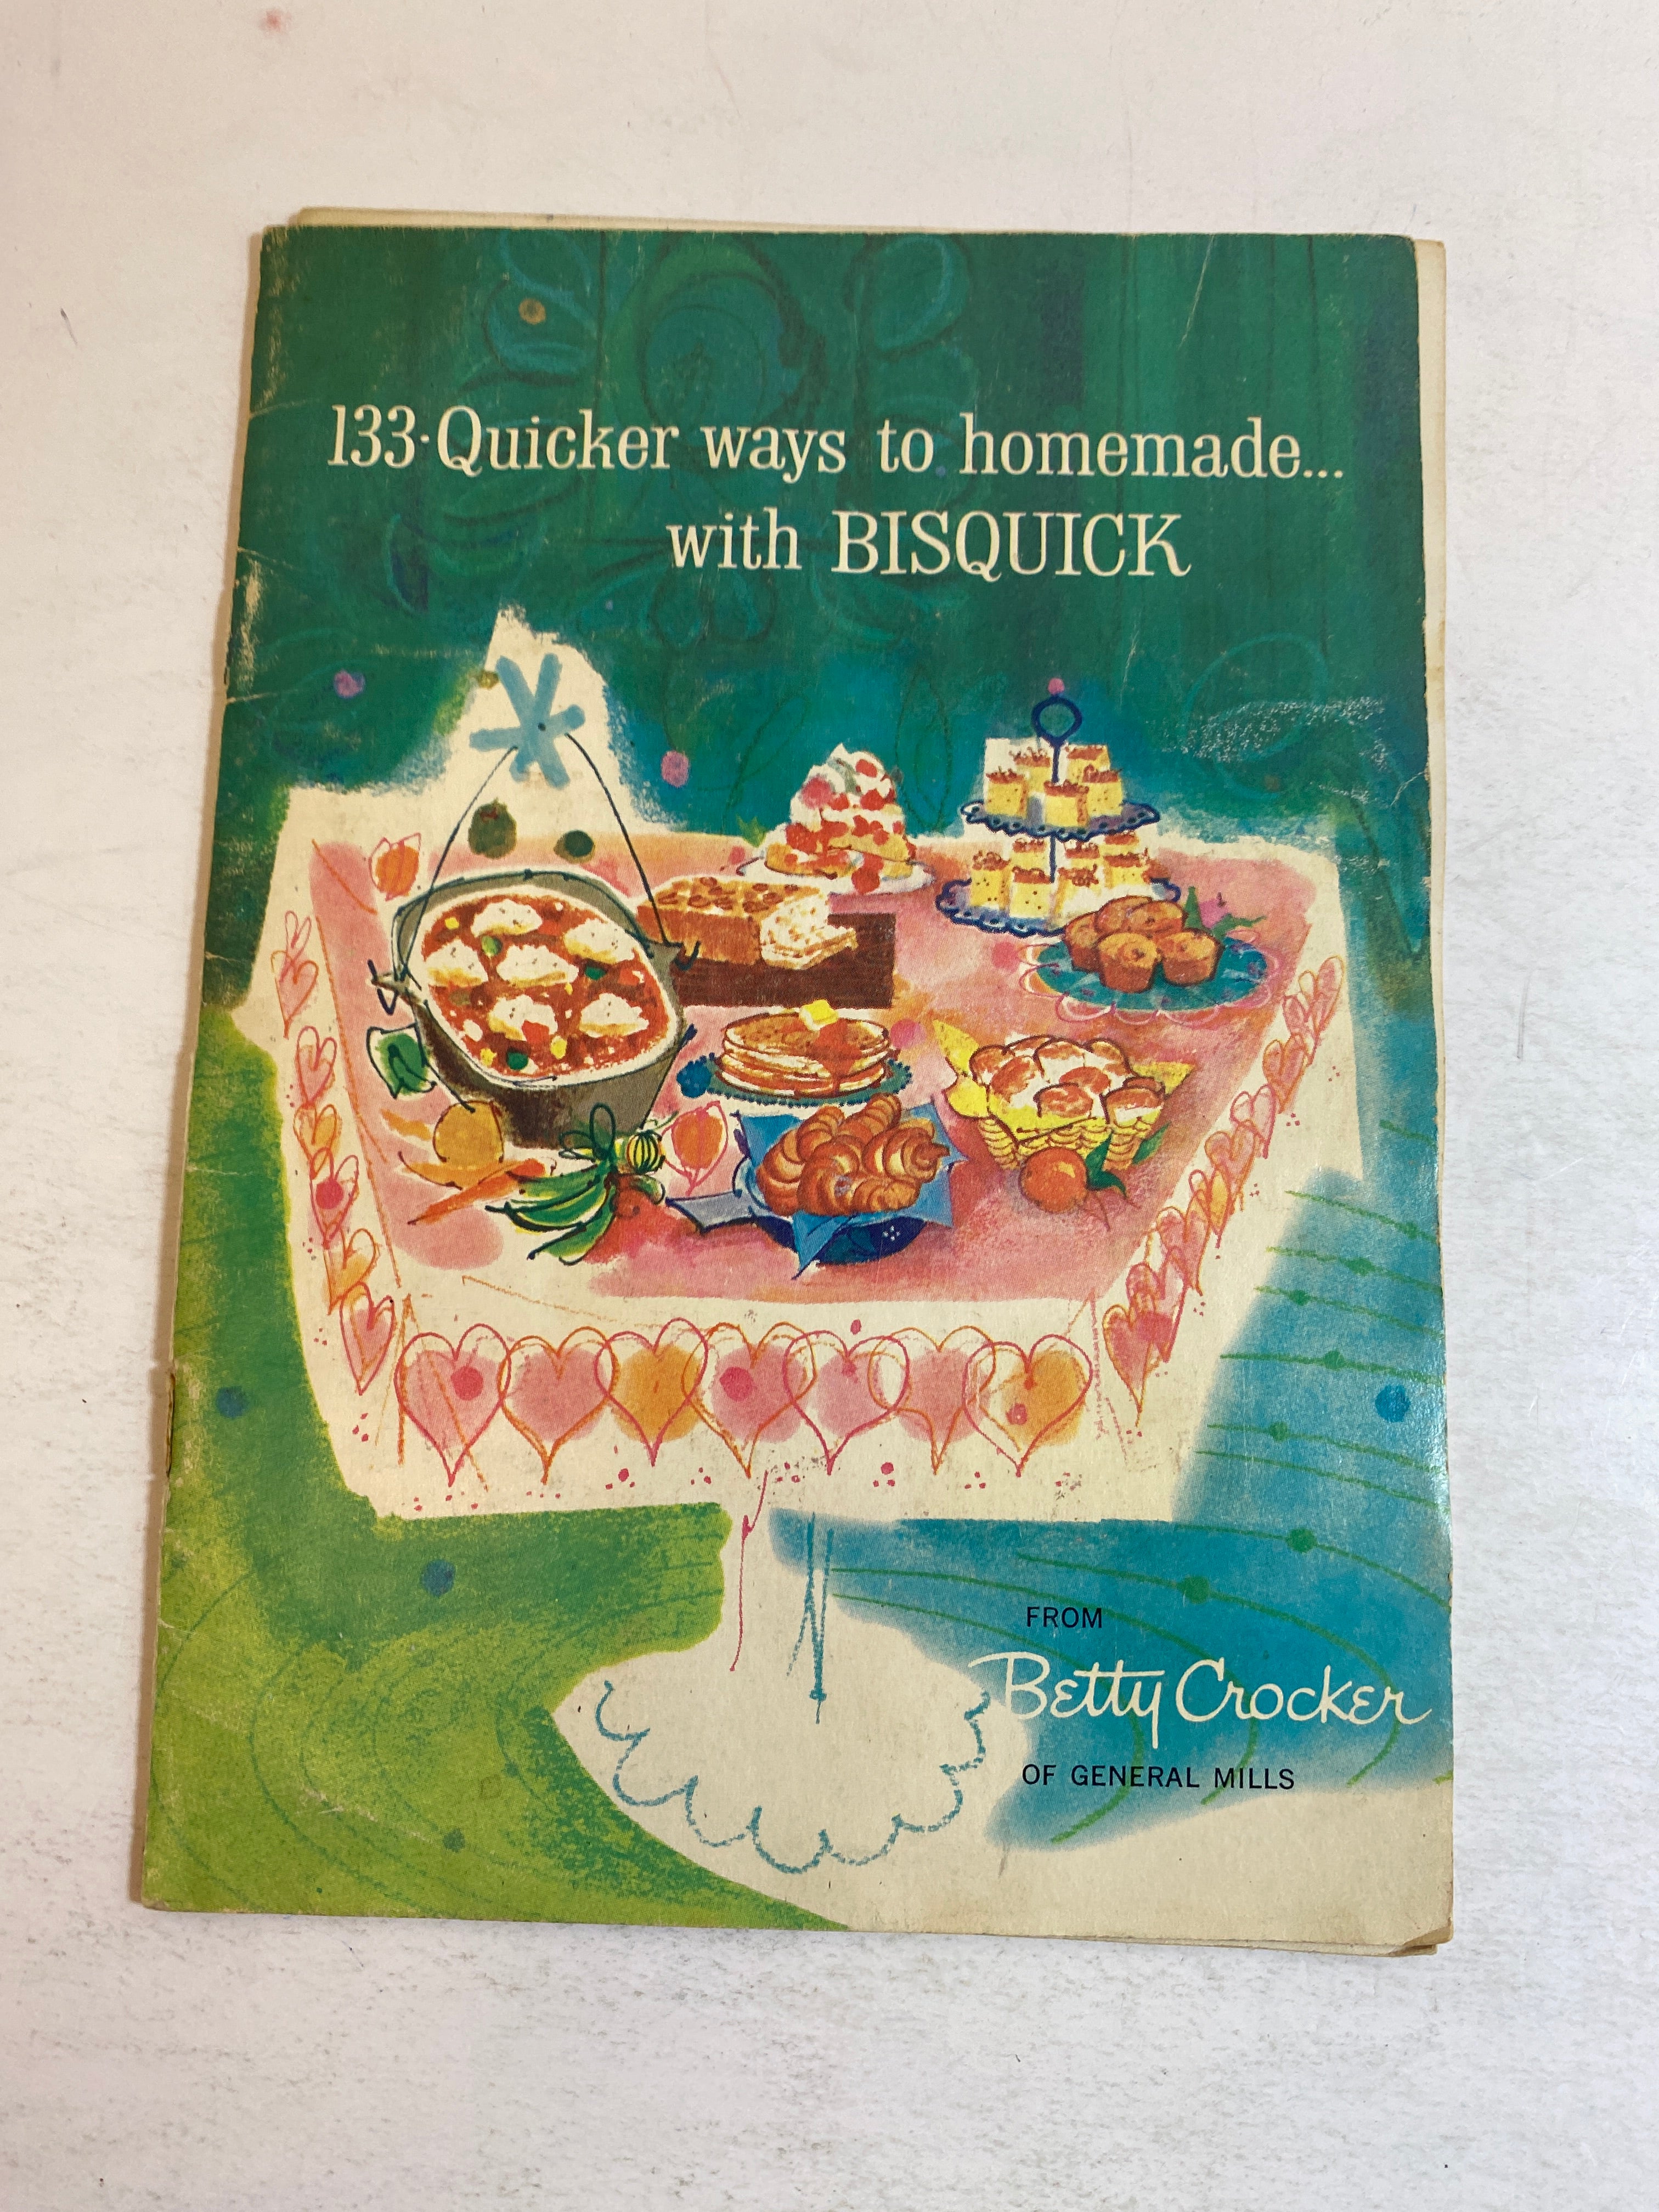 133·Quicker ways to homemade...
with BISQUICK
FROM
Betty Crocker
OF GENERAL MILLS